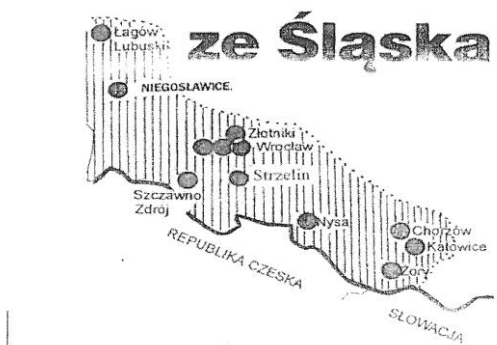 ze Śląska
Łagów
Lubuski
NIEGOSŁAWICE.
Złotniki
Wrocław
Strzelin
Szczawno
Zdrój
Nysa
Chorzów
Katowice
Żory
REPUBLIKA CZESKA
SŁOWACJA